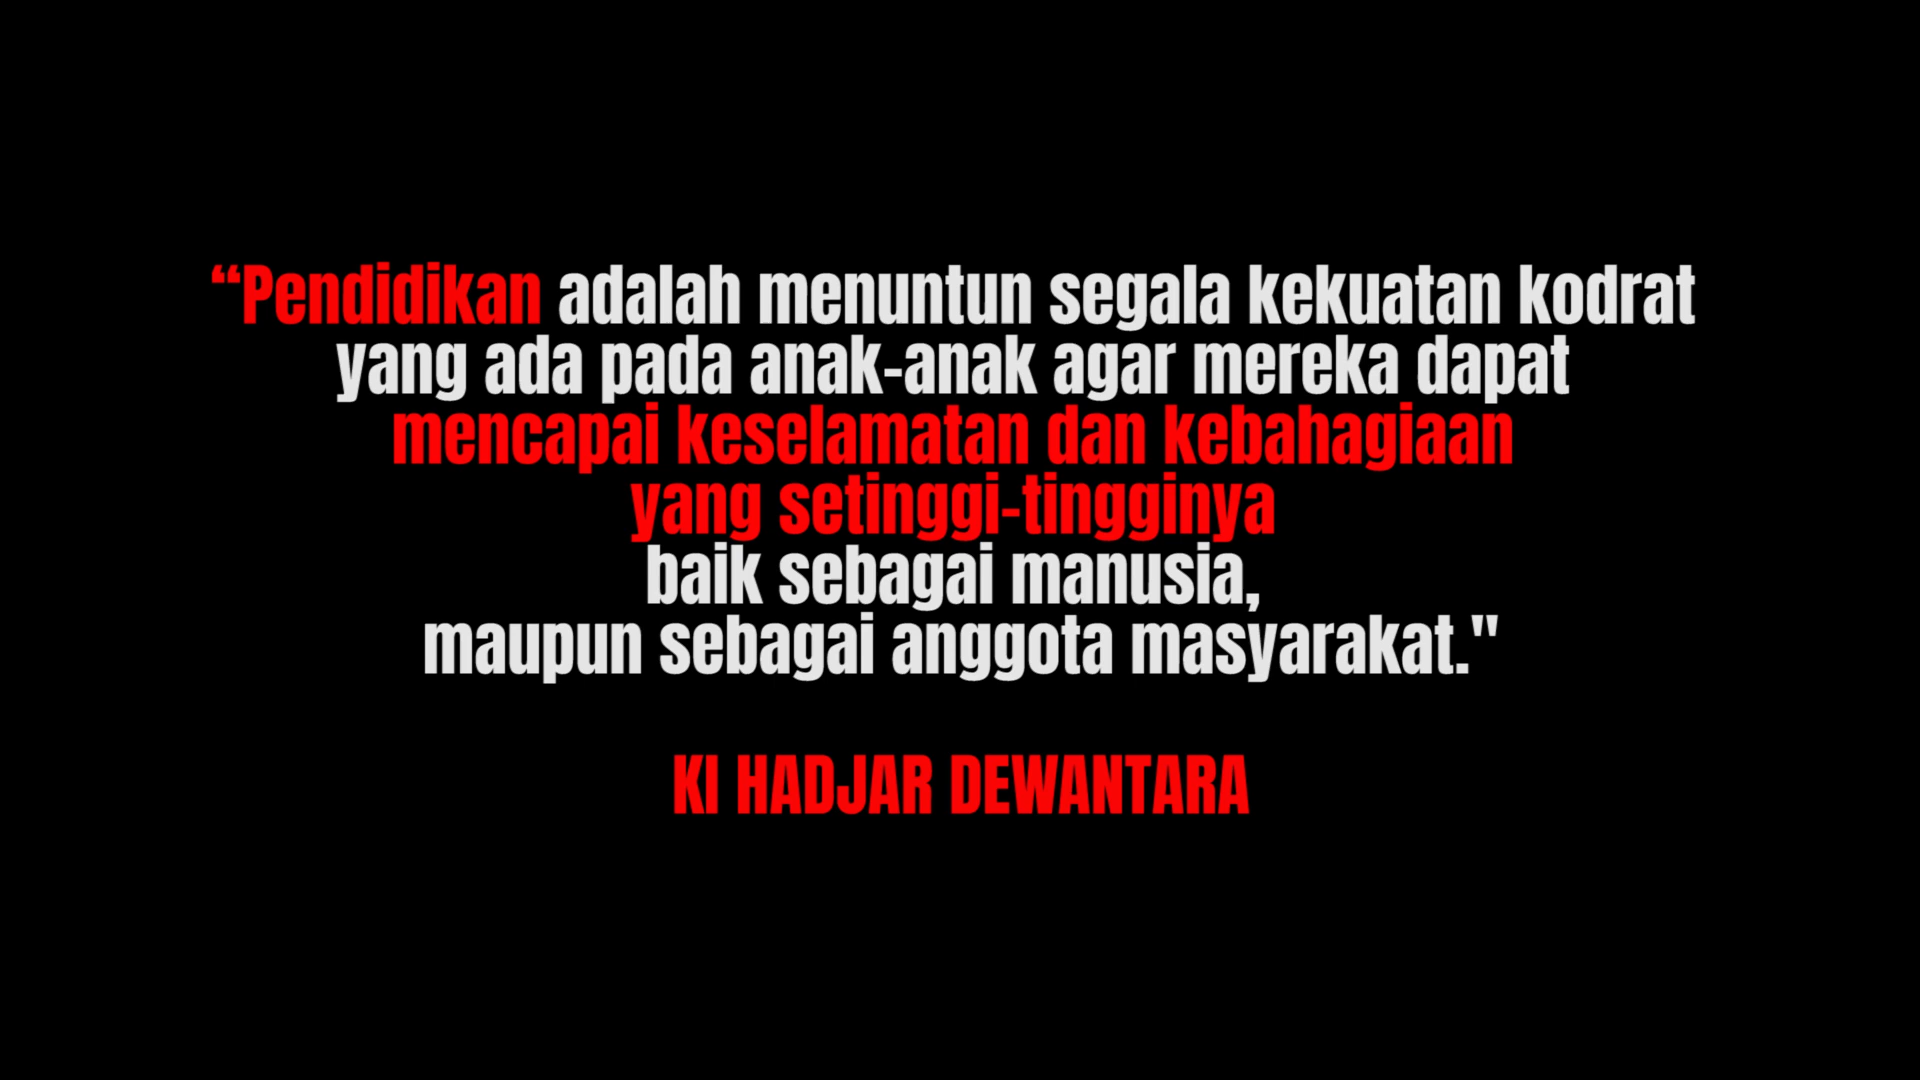 “Pendidikan adalah menuntun segala kekuatan kodrat
yang ada pada anak-anak agar mereka dapat
mencapai keselamatan dan kebahagiaan
yang setinggi-tingginya
baik sebagai manusia,
maupun sebagai anggota masyarakat."
KI HADJAR DEWANTARA